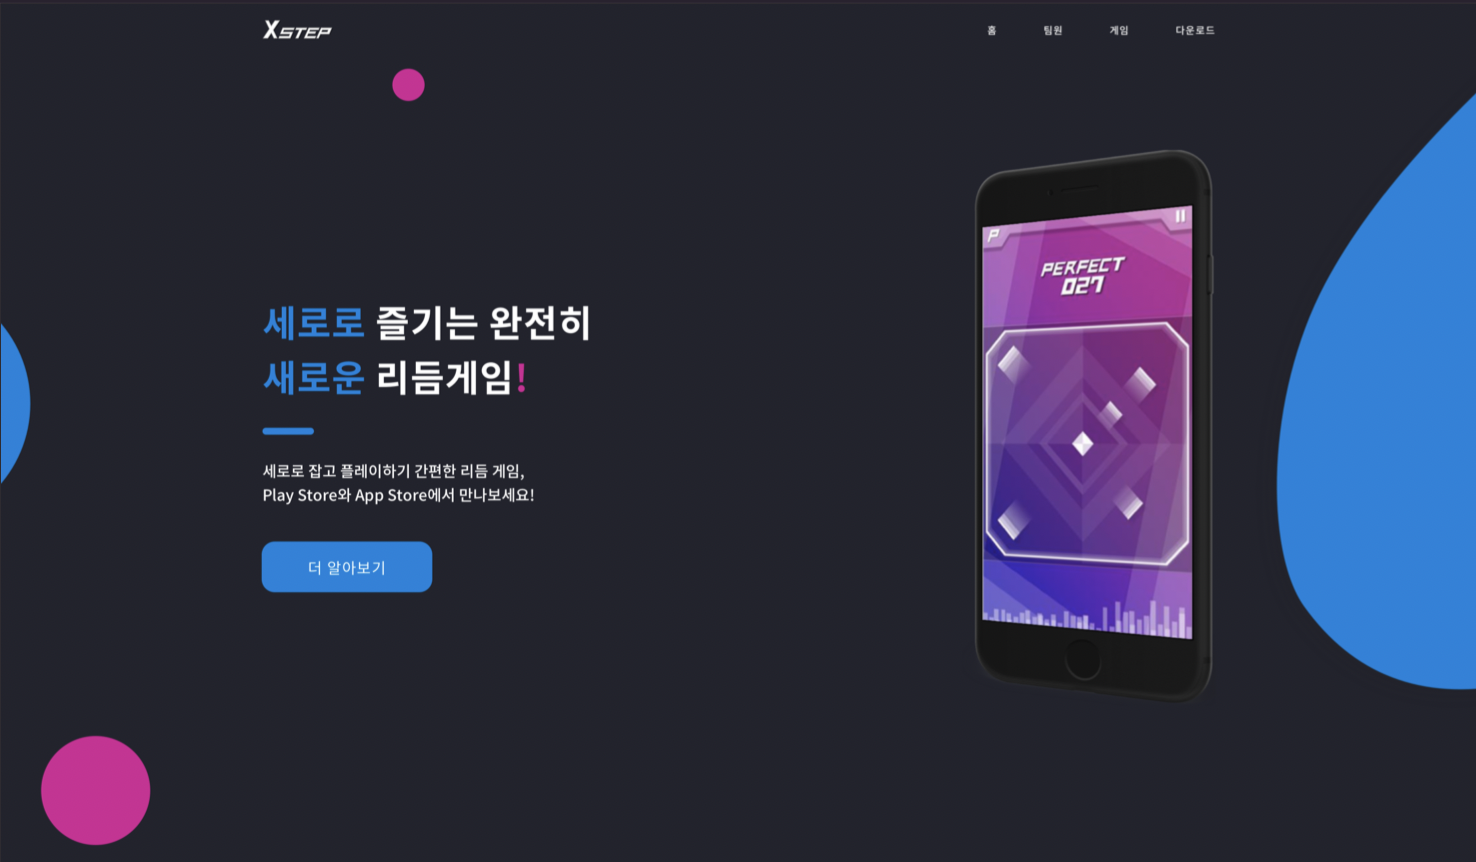 XSTEP
홈 팀원 게임 다운로드
P
PERFECT
027
세로로 즐기는 완전히
새로운 리듬게임!
세로로 잡고 플레이하기 간편한 리듬 게임,
Play Store와 App Store에서 만나보세요!
더 알아보기